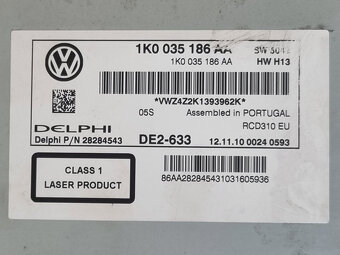 1K0 035 186 AA SW 3041
1K0 035 186 AA HW H13
*VWZ4Z2K1393962K*
05S Assembled in PORTUGAL
RCD310 EU
DELPHI
Delphi P/N 28284543 DE2-633 12.11.10 0024 0593
CLASS 1
LASER PRODUCT
86AA282845431031605936